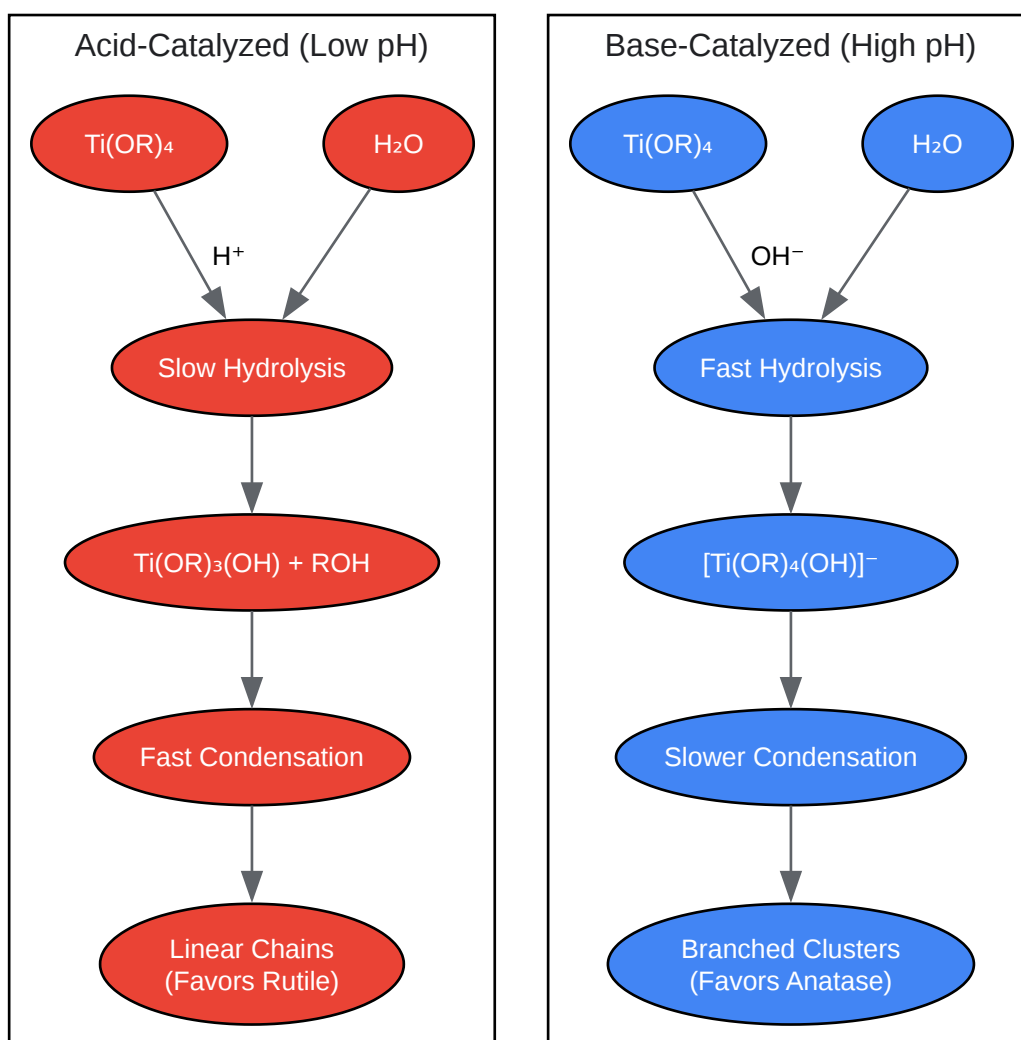 Acid-Catalyzed (Low pH)
Ti(OR)₄
H₂O
H⁺
Slow Hydrolysis
Ti(OR)₃(OH) + ROH
Fast Condensation
Linear Chains
(Favors Rutile)
Base-Catalyzed (High pH)
Ti(OR)₄
H₂O
OH⁻
Fast Hydrolysis
[Ti(OR)₄(OH)]⁻
Slower Condensation
Branched Clusters
(Favors Anatase)